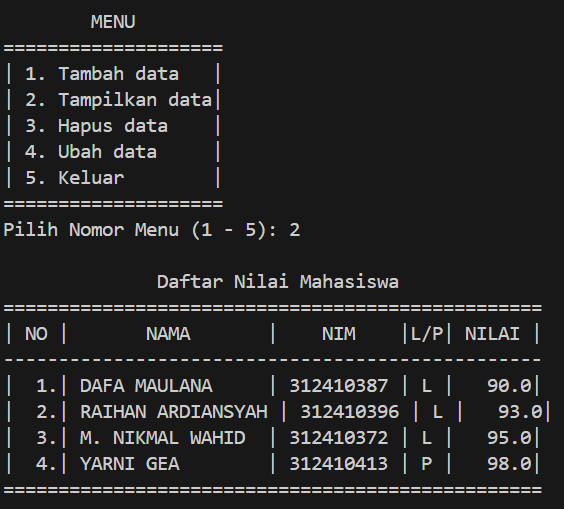 MENU
====================
| 1. Tambah data   |
| 2. Tampilkan data|
| 3. Hapus data    |
| 4. Ubah data     |
| 5. Keluar        |
====================
Pilih Nomor Menu (1 - 5): 2

              Daftar Nilai Mahasiswa
=================================================
| NO |       NAMA       |    NIM    |L/P| NILAI |
-------------------------------------------------
|  1.| DAFA MAULANA     | 312410387 | L |   90.0|
|  2.| RAIHAN ARDIANSYAH | 312410396 | L |   93.0|
|  3.| M. NIKMAL WAHID  | 312410372 | L |   95.0|
|  4.| YARNI GEA        | 312410413 | P |   98.0|
=================================================